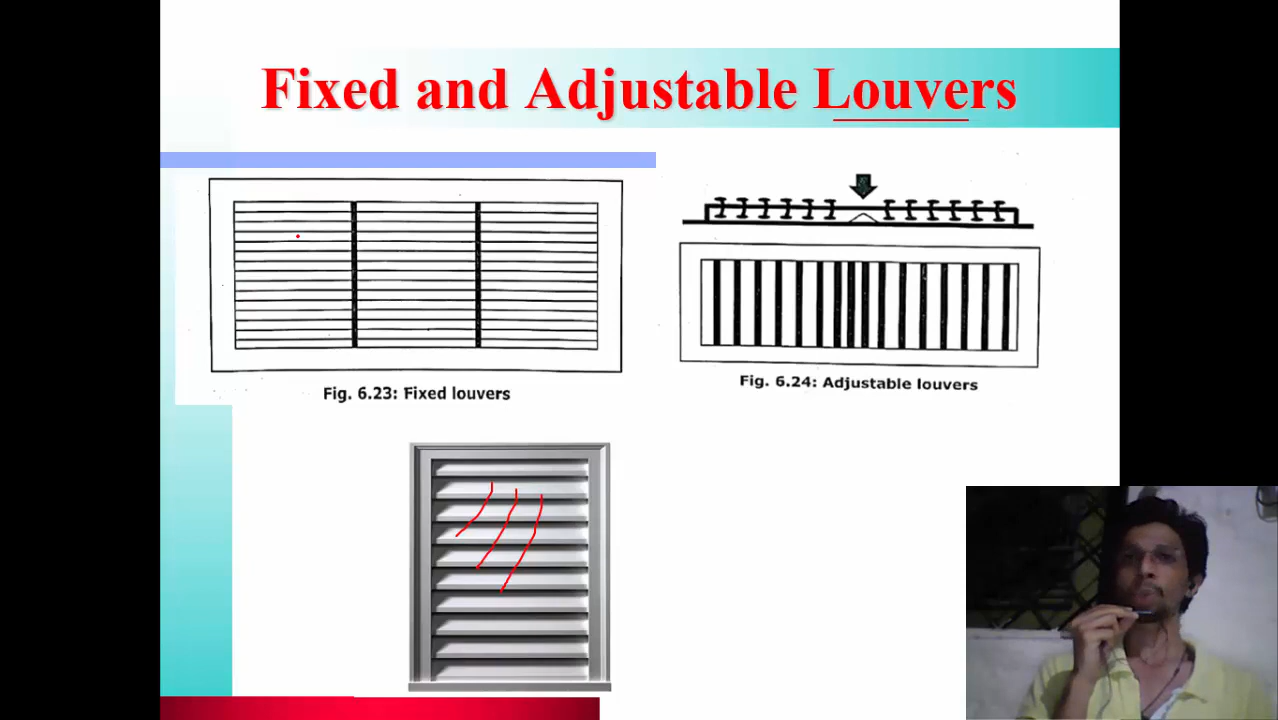 Fixed and Adjustable Louvers
Fig. 6.23: Fixed louvers
Fig. 6.24: Adjustable louvers